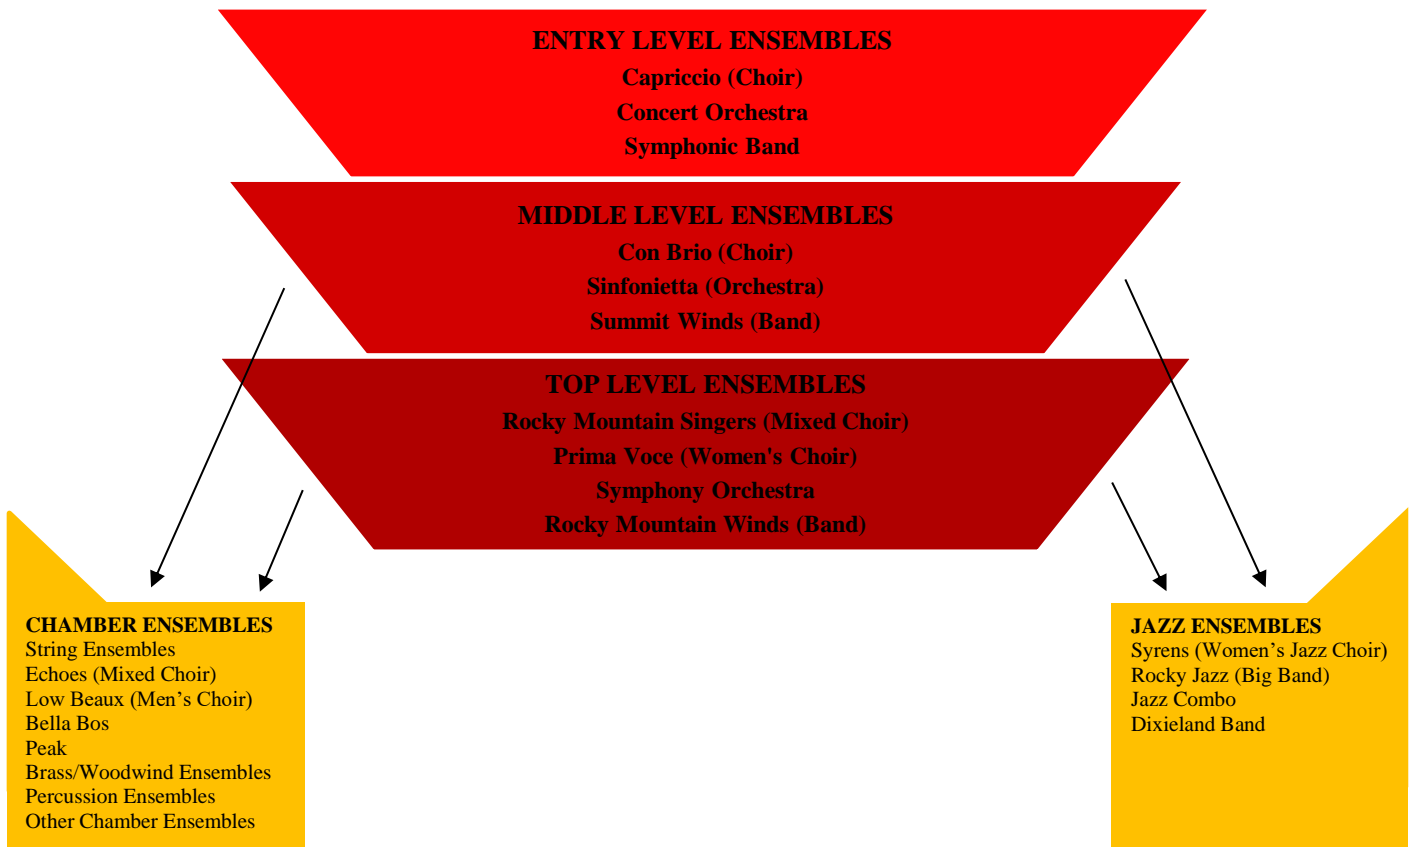 ENTRY LEVEL ENSEMBLES
Capriccio (Choir)
Concert Orchestra
Symphonic Band
MIDDLE LEVEL ENSEMBLES
Con Brio (Choir)
Sinfonietta (Orchestra)
Summit Winds (Band)
TOP LEVEL ENSEMBLES
Rocky Mountain Singers (Mixed Choir)
Prima Voce (Women's Choir)
Symphony Orchestra
Rocky Mountain Winds (Band)
CHAMBER ENSEMBLES
String Ensembles
Echoes (Mixed Choir)
Low Beaux (Men’s Choir)
Bella Bos
Peak
Brass/Woodwind Ensembles
Percussion Ensembles
Other Chamber Ensembles
JAZZ ENSEMBLES
Syrens (Women’s Jazz Choir)
Rocky Jazz (Big Band)
Jazz Combo
Dixieland Band